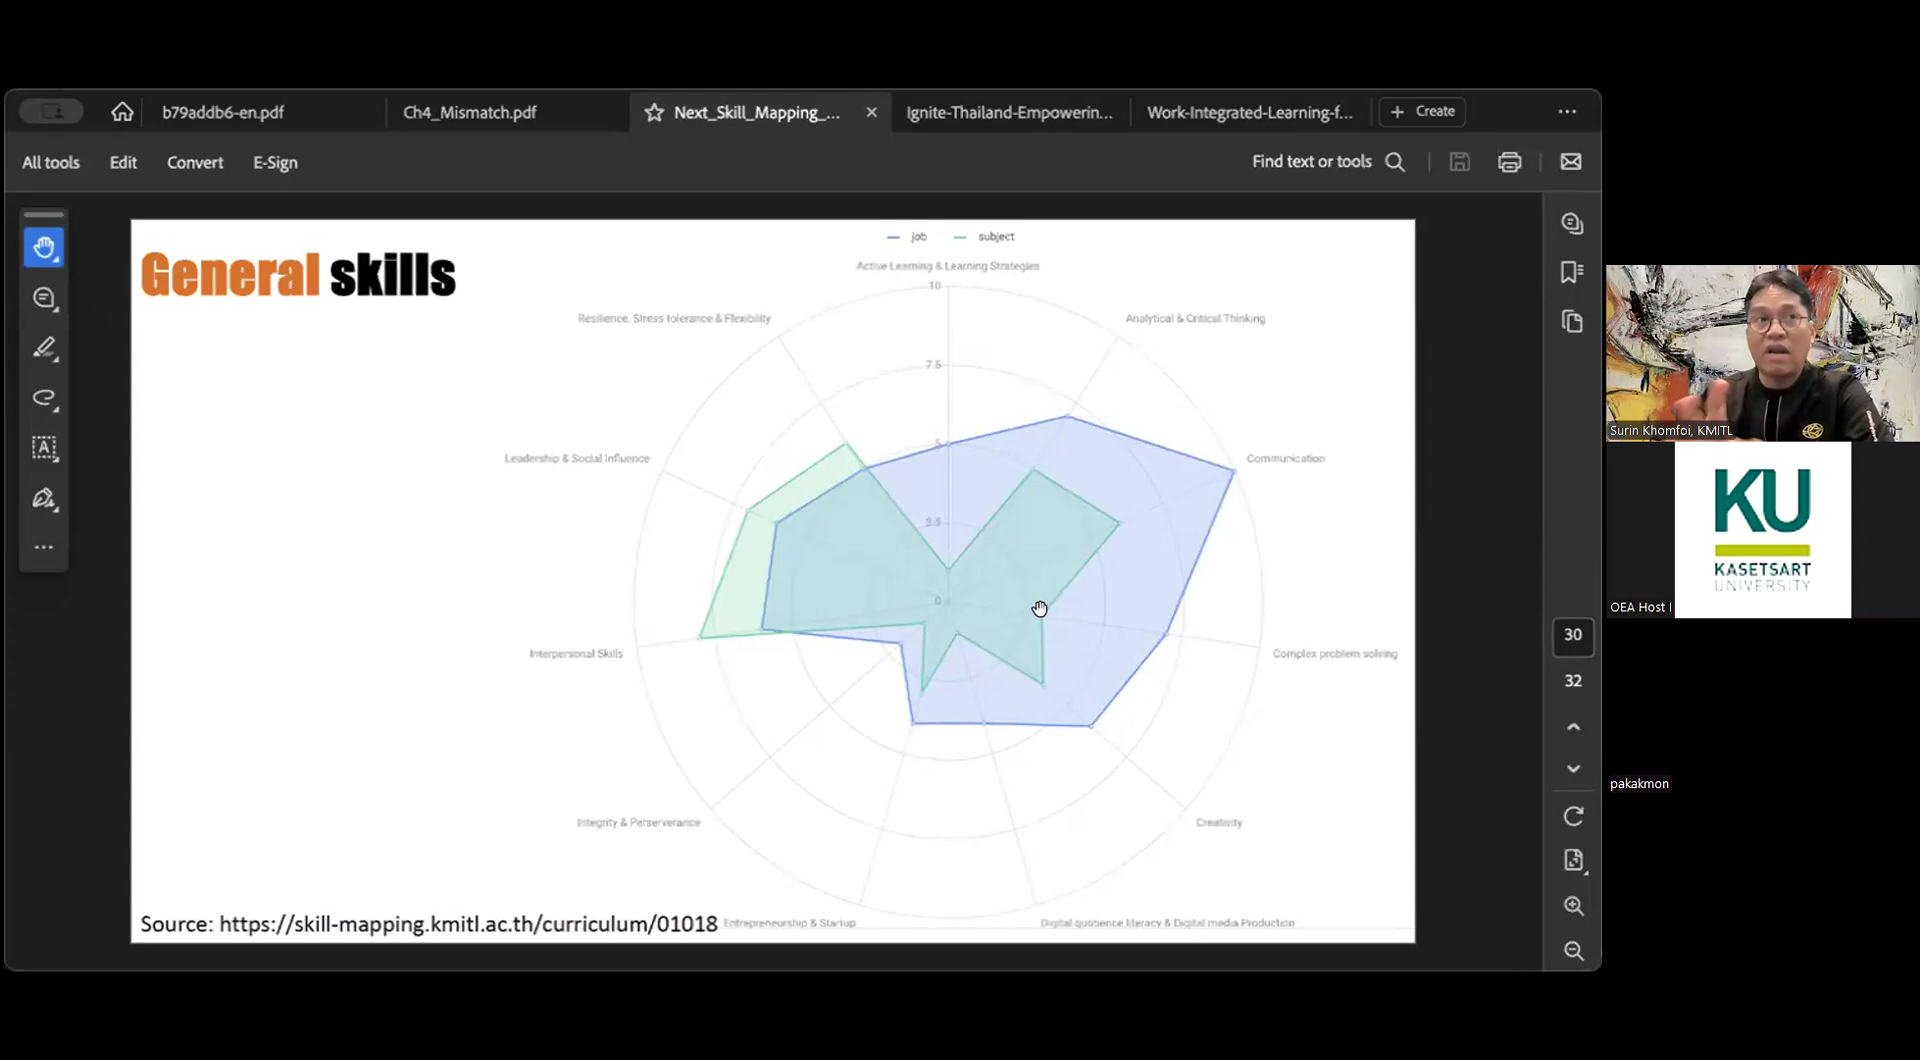 b79addb6-en.pdf
Ch4_Mismatch.pdf
Next_Skill_Mapping_...
Ignite-Thailand-Empowerin...
Work-Integrated-Learning-f...
Create
All tools
Edit
Convert
E-Sign
Find text or tools
General skills
job
subject
Active Learning & Learning Strategies
10
Resilience, Stress tolerance & Flexibility
Analytical & Critical Thinking
7.5
5
Leadership & Social Influence
Communication
2.5
0
Interpersonal Skills
Complex problem solving
Integrity & Perserverance
Creativity
Source: https://skill-mapping.kmitl.ac.th/curriculum/01018
Entrepreneurship & Startup
Digital quotience literacy & Digital media Production
30
32
Surin Khomfoi, KMITL
KU
KASETSART
UNIVERSITY
OEA Host
pakakmon